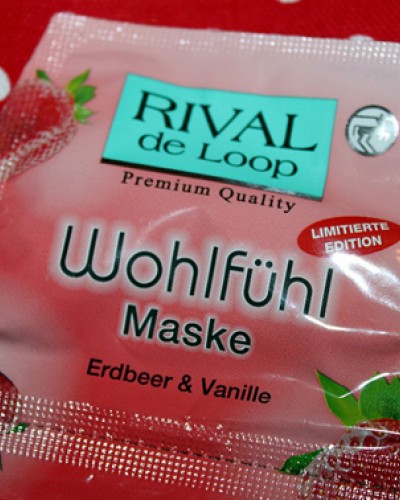 RIVAL
de LOOP
Premium Quality
LIMITIERTE
EDITION
Wohlfühl
Maske
Erdbeer & Vanille